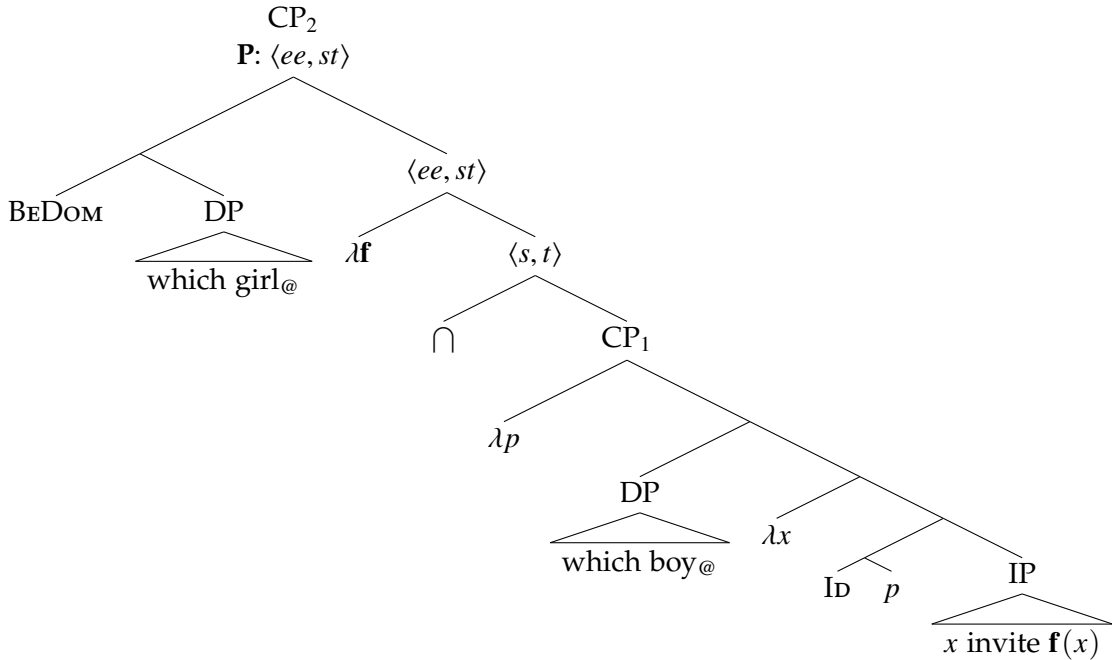 CP₂
P: ⟨ee, st⟩
⟨ee, st⟩
BeDom DP
which girl@
λf ⟨s, t⟩
⋂ CP₁
λp
DP
which boy@
λx
Id p IP
x invite f(x)